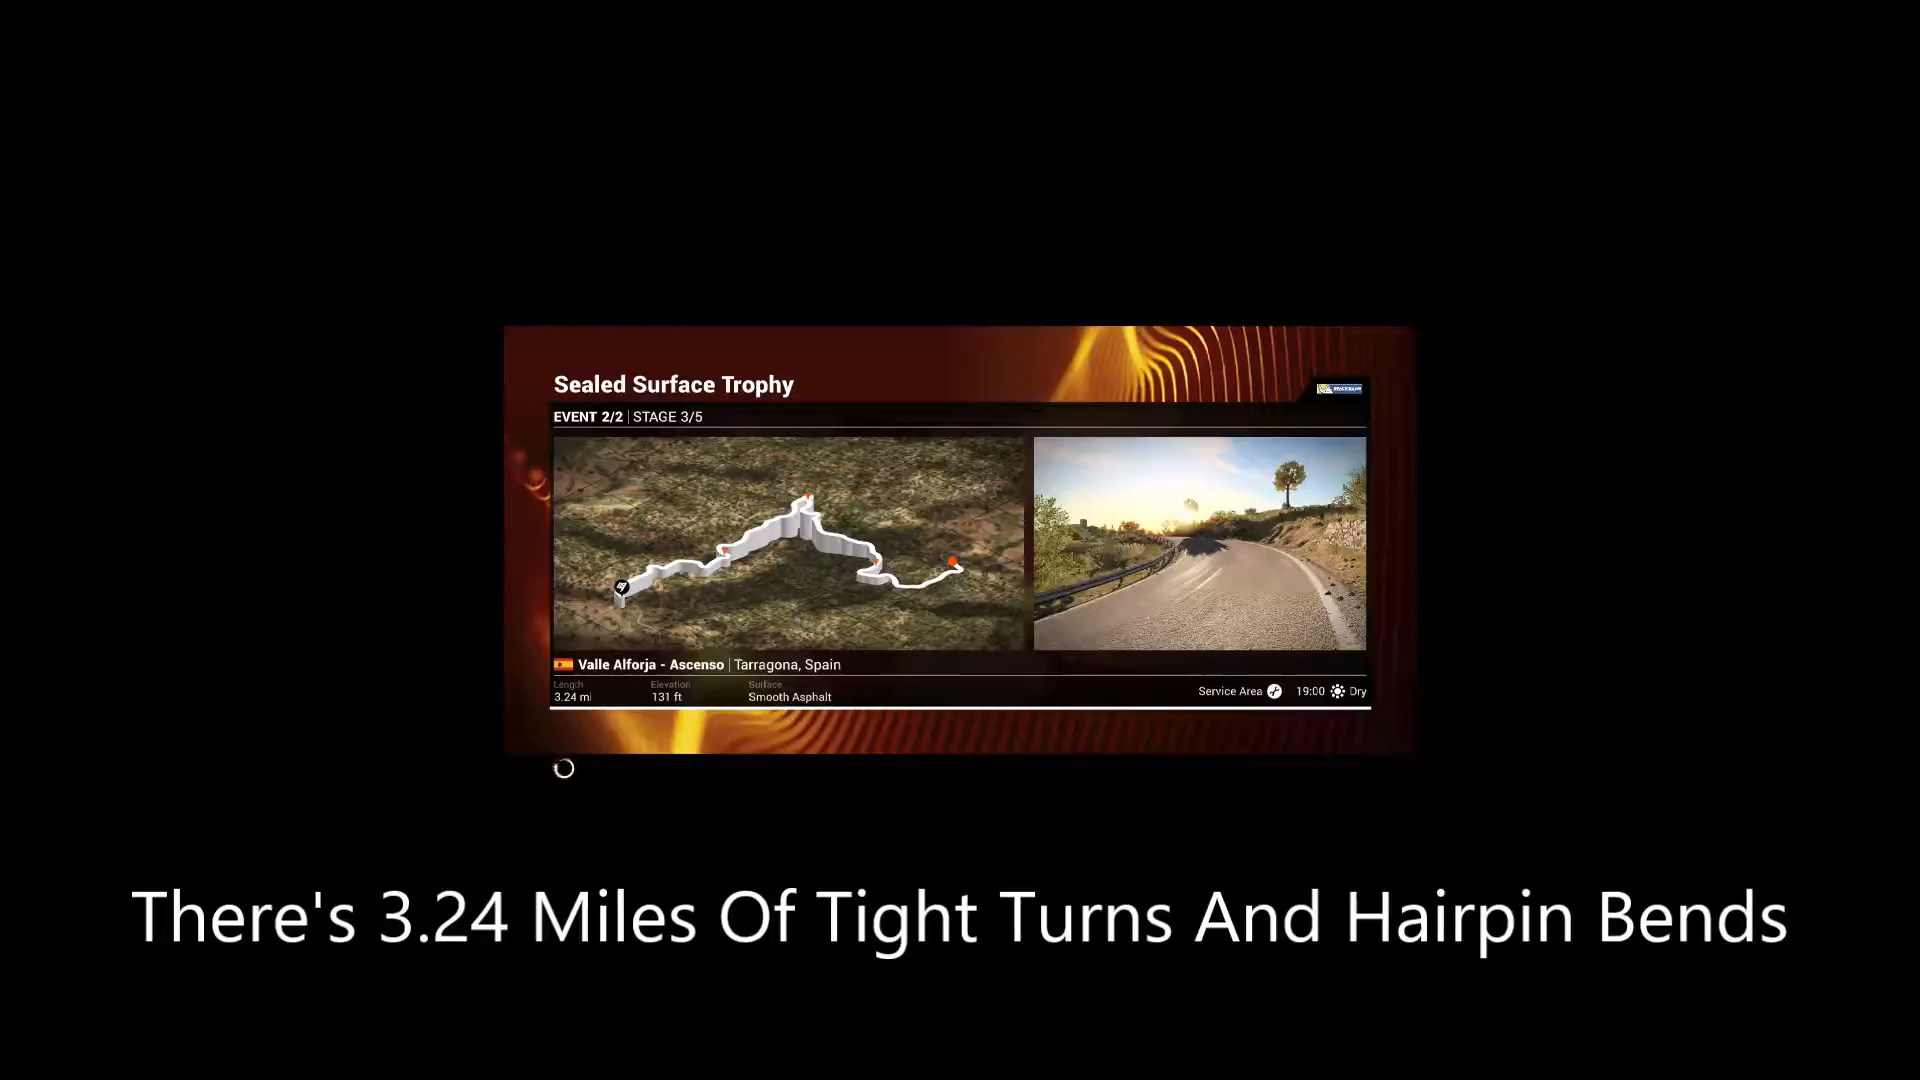 Sealed Surface Trophy
MICHELIN
EVENT 2/2 | STAGE 3/5
Valle Alforja - Ascenso | Tarragona, Spain
Length Elevation Surface
3.24 mi 131 ft Smooth Asphalt
Service Area 19:00 Dry
There's 3.24 Miles Of Tight Turns And Hairpin Bends